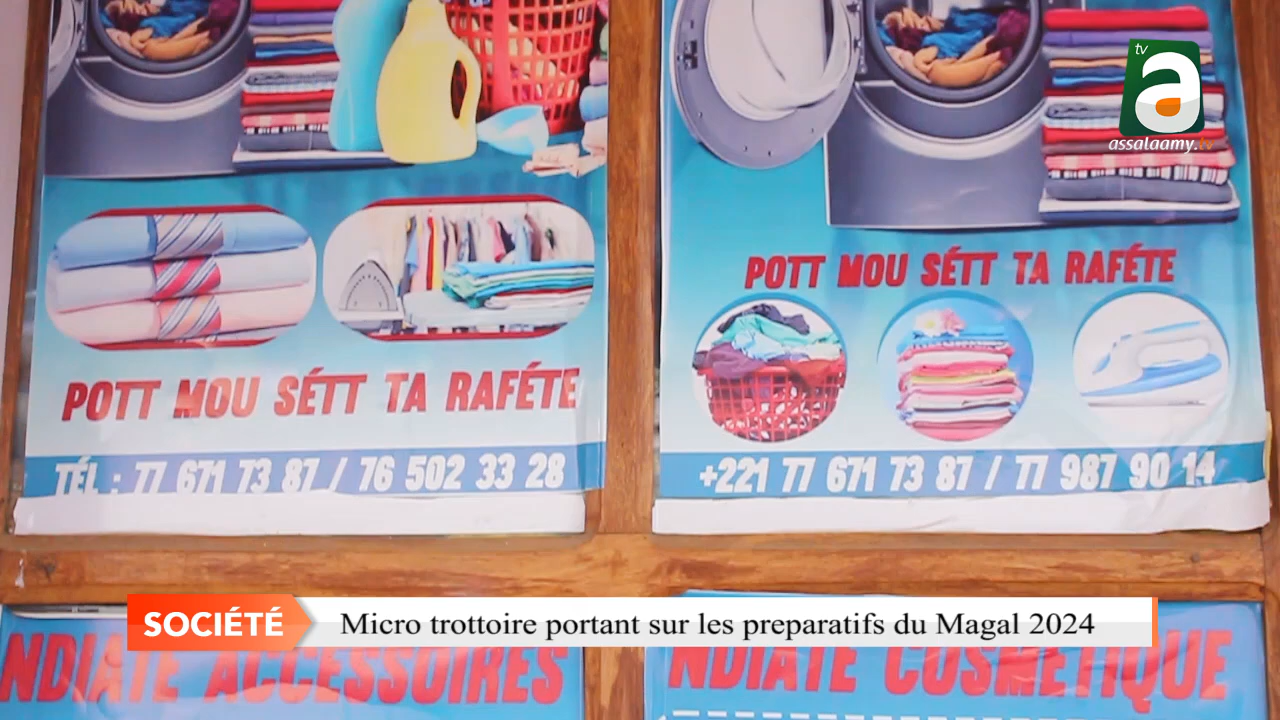 tv
a
assalaamy.tv
POTT MOU SÉTT TA RAFÉTE
TÉL : 77 671 73 87 / 76 502 33 28
POTT MOU SÉTT TA RAFÉTE
+221 77 671 73 87 / 77 987 90 14
SOCIÉTÉ
Micro trottoire portant sur les preparatifs du Magal 2024
NDIATE ACCESSOIRES
NDIATE COSMETIQUE